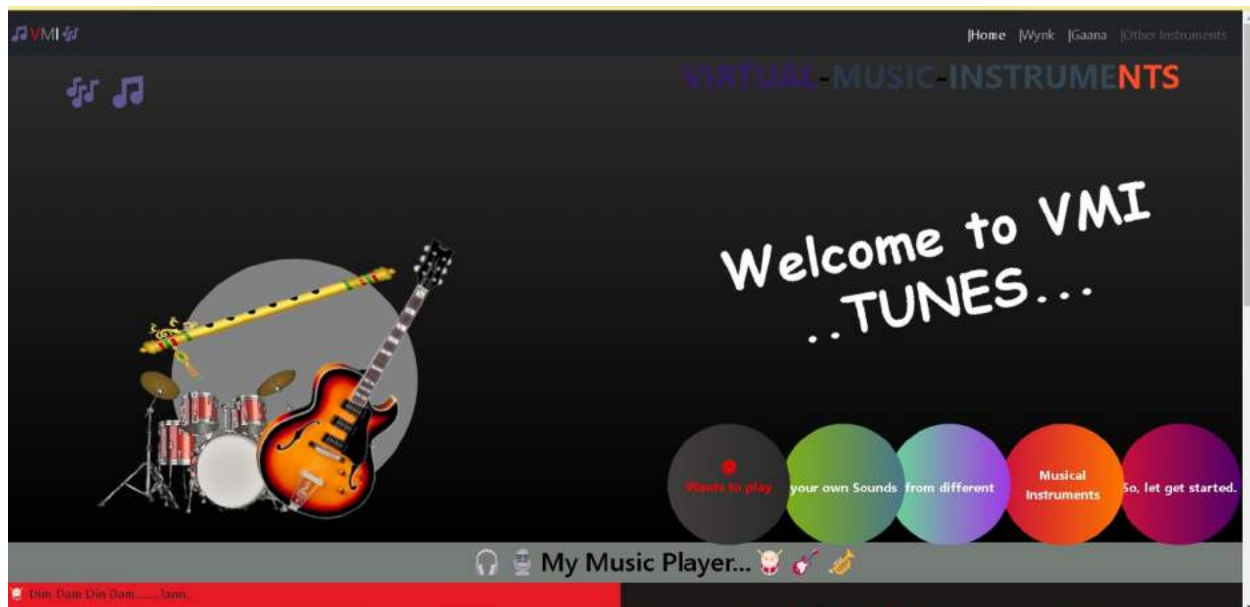 VMI
|Home |Wynk |Gaana |Other Instruments
VIRTUAL-MUSIC-INSTRUMENTS
Welcome to VMI
..TUNES...
Wants to play
your own Sounds
from different
Musical
Instruments
So, let get started.
My Music Player...
Dim Dam Din Dam........Tann..